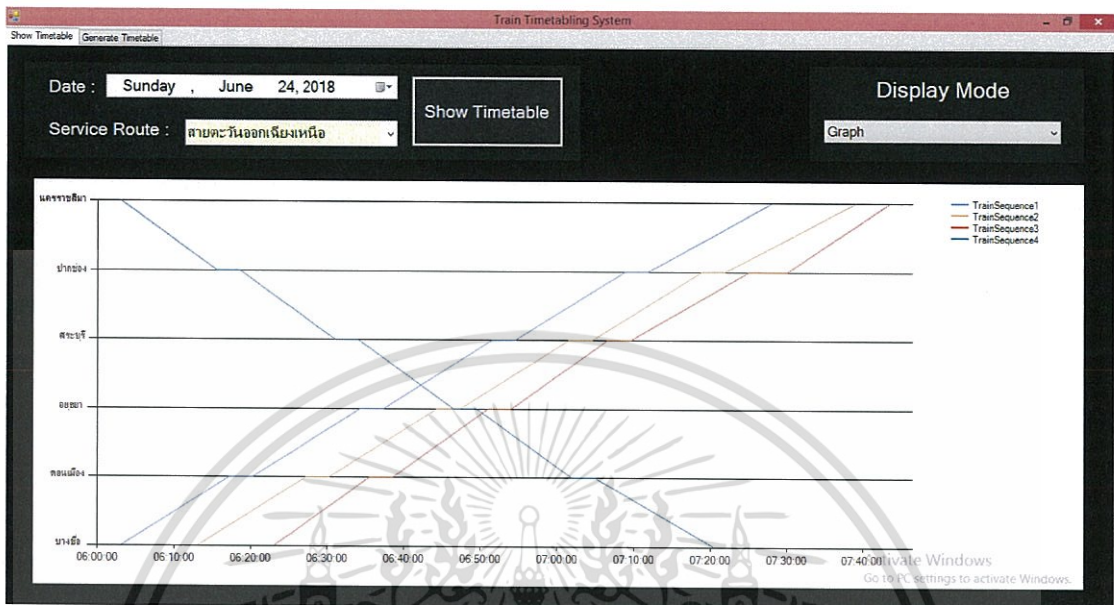 Train Timetabling System
Show Timetable Generate Timetable
Date : Sunday , June 24, 2018
Show Timetable
Display Mode
Service Route : สายตะวันออกเฉียงเหนือ
Graph
นครราชสีมา
ปากช่อง
สระบุรี
อยุธยา
ดอนเมือง
บางซื่อ
TrainSequence1
TrainSequence2
TrainSequence3
TrainSequence4
06:00:00 06:10:00 06:20:00 06:30:00 06:40:00 06:50:00 07:00:00 07:10:00 07:20:00 07:30:00 07:40:00
Activate Windows
Go to PC settings to activate Windows.